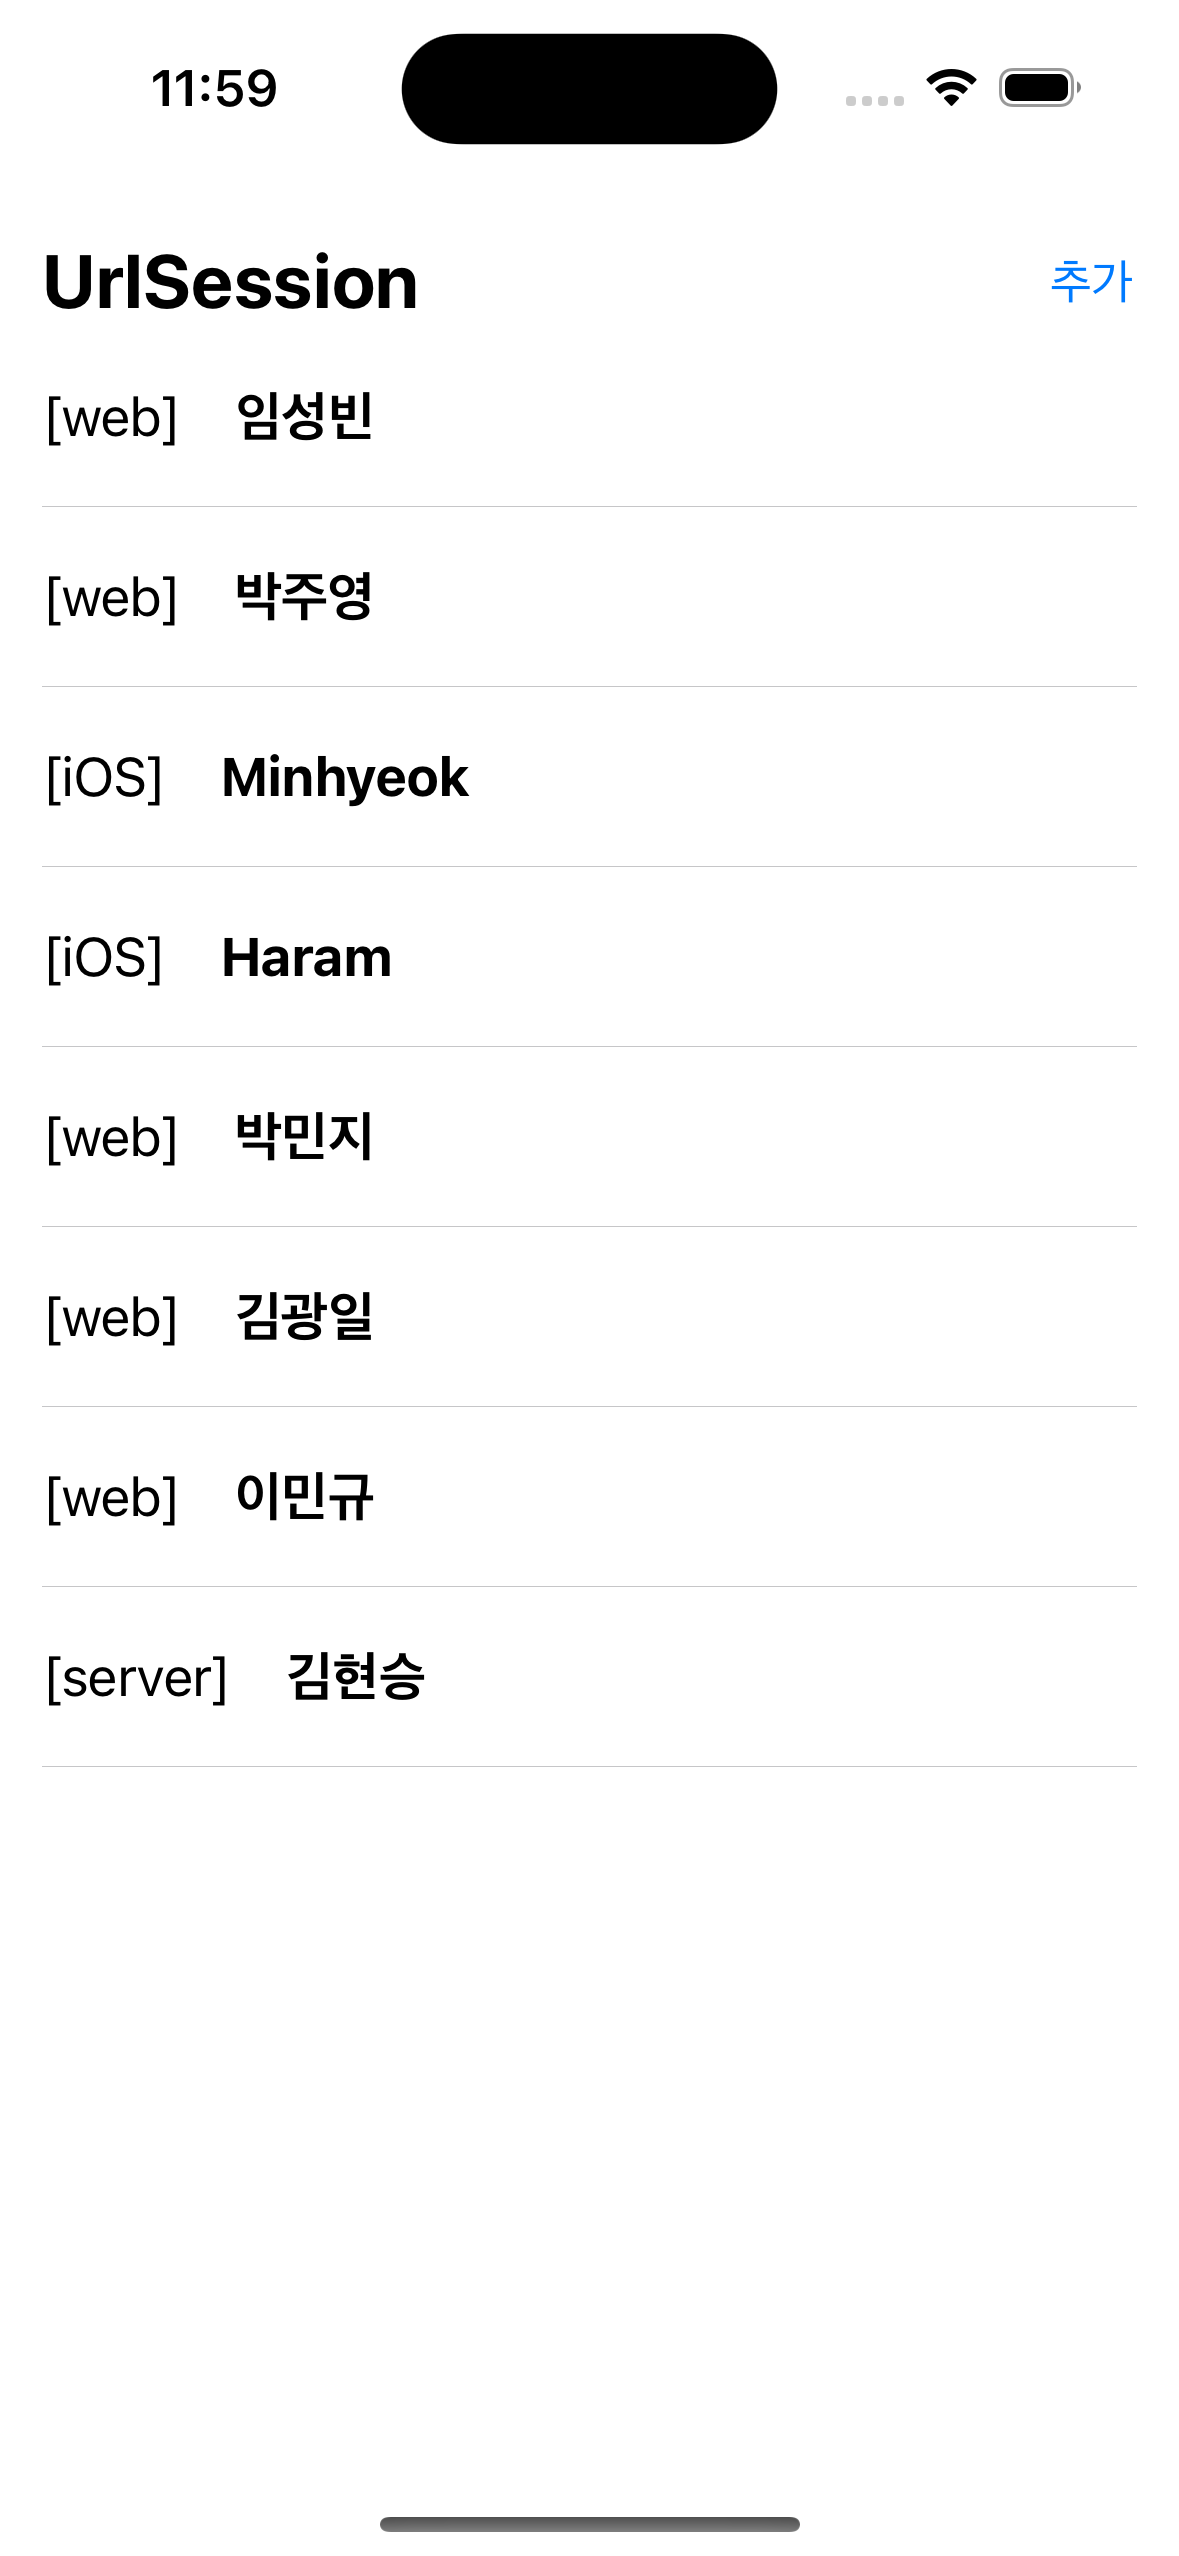 11:59
UrlSession 추가
[web] 임성빈
[web] 박주영
[iOS] Minhyeok
[iOS] Haram
[web] 박민지
[web] 김광일
[web] 이민규
[server] 김현승